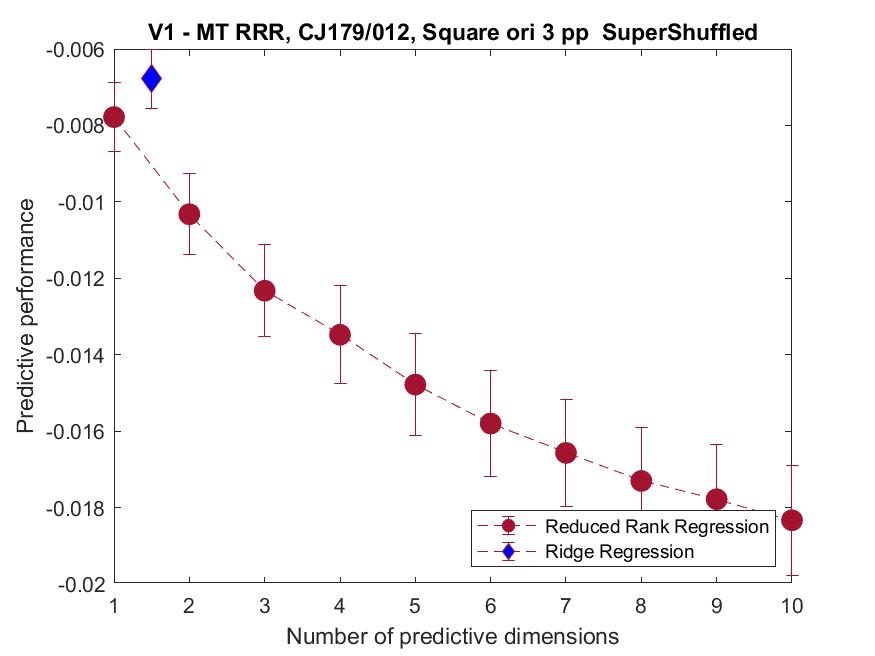 V1 - MT RRR, CJ179/012, Square ori 3 pp  SuperShuffled
-0.006
-0.008
-0.01
-0.012
-0.014
-0.016
-0.018
-0.02
Predictive performance
Reduced Rank Regression
Ridge Regression
1 2 3 4 5 6 7 8 9 10
Number of predictive dimensions